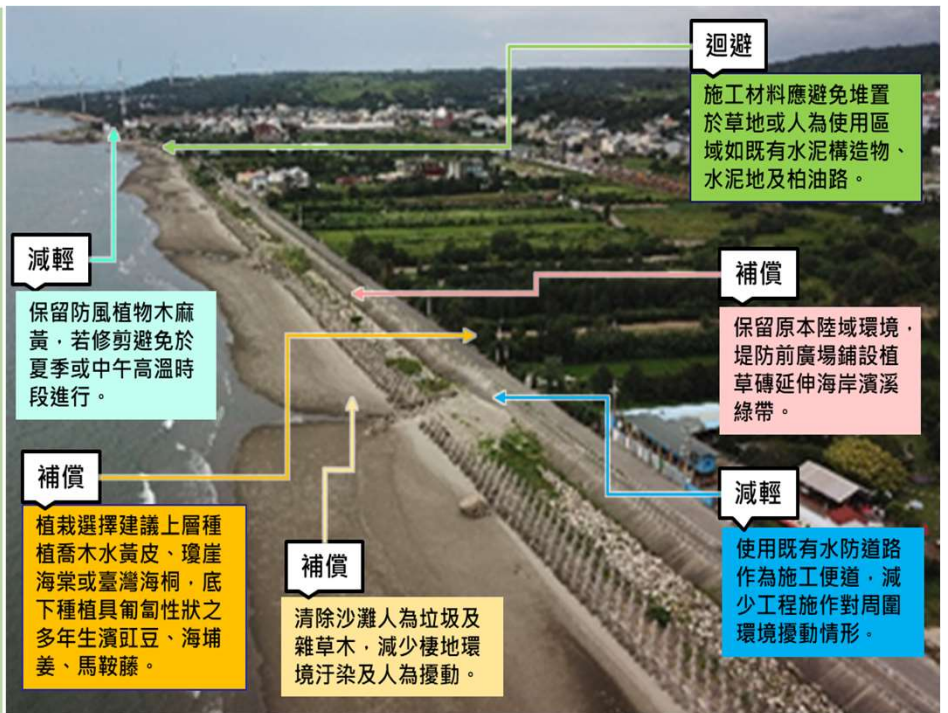 迴避
施工材料應避免堆置
於草地或人為使用區
域如既有水泥構造物、
水泥地及柏油路。
減輕
保留防風植物木麻
黃，若修剪避免於
夏季或中午高溫時
段進行。
補償
保留原本陸域環境，
堤防前廣場鋪設植
草磚延伸海岸濱溪
綠帶。
補償
植栽選擇建議上層種
植喬木水黃皮、瓊崖
海棠或臺灣海桐，底
下種植具匍匐性狀之
多年生濱豇豆、海埔
姜、馬鞍藤。
補償
清除沙灘人為垃圾及
雜草木，減少棲地環
境汙染及人為擾動。
減輕
使用既有水防道路
作為施工便道，減
少工程施作對周圍
環境擾動情形。